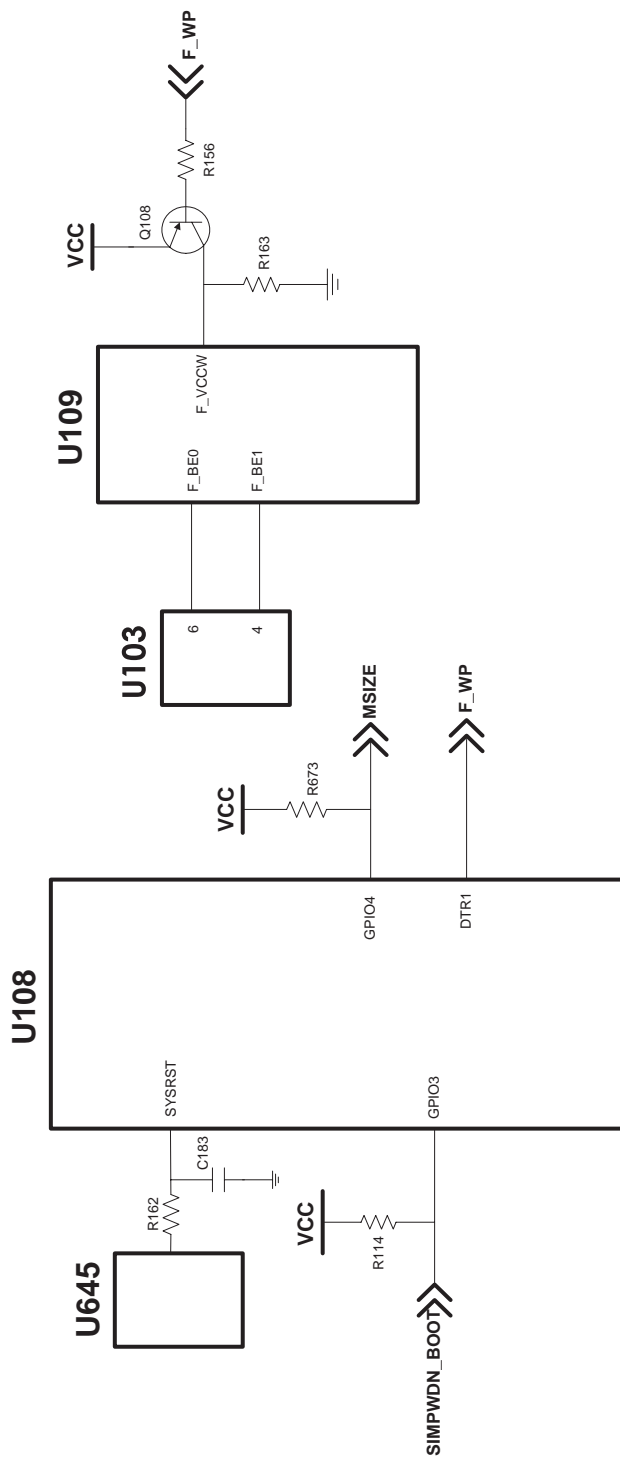 U645
R162
C183
SYSRST
U108
VCC
R114
SIMPWDN_BOOT
GPIO3
GPIO4
DTR1
VCC
R673
MSIZE
F_WP
U103
6
4
U109
F_BE0
F_BE1
F_VCCW
VCC
Q108
R163
R156
F_WP